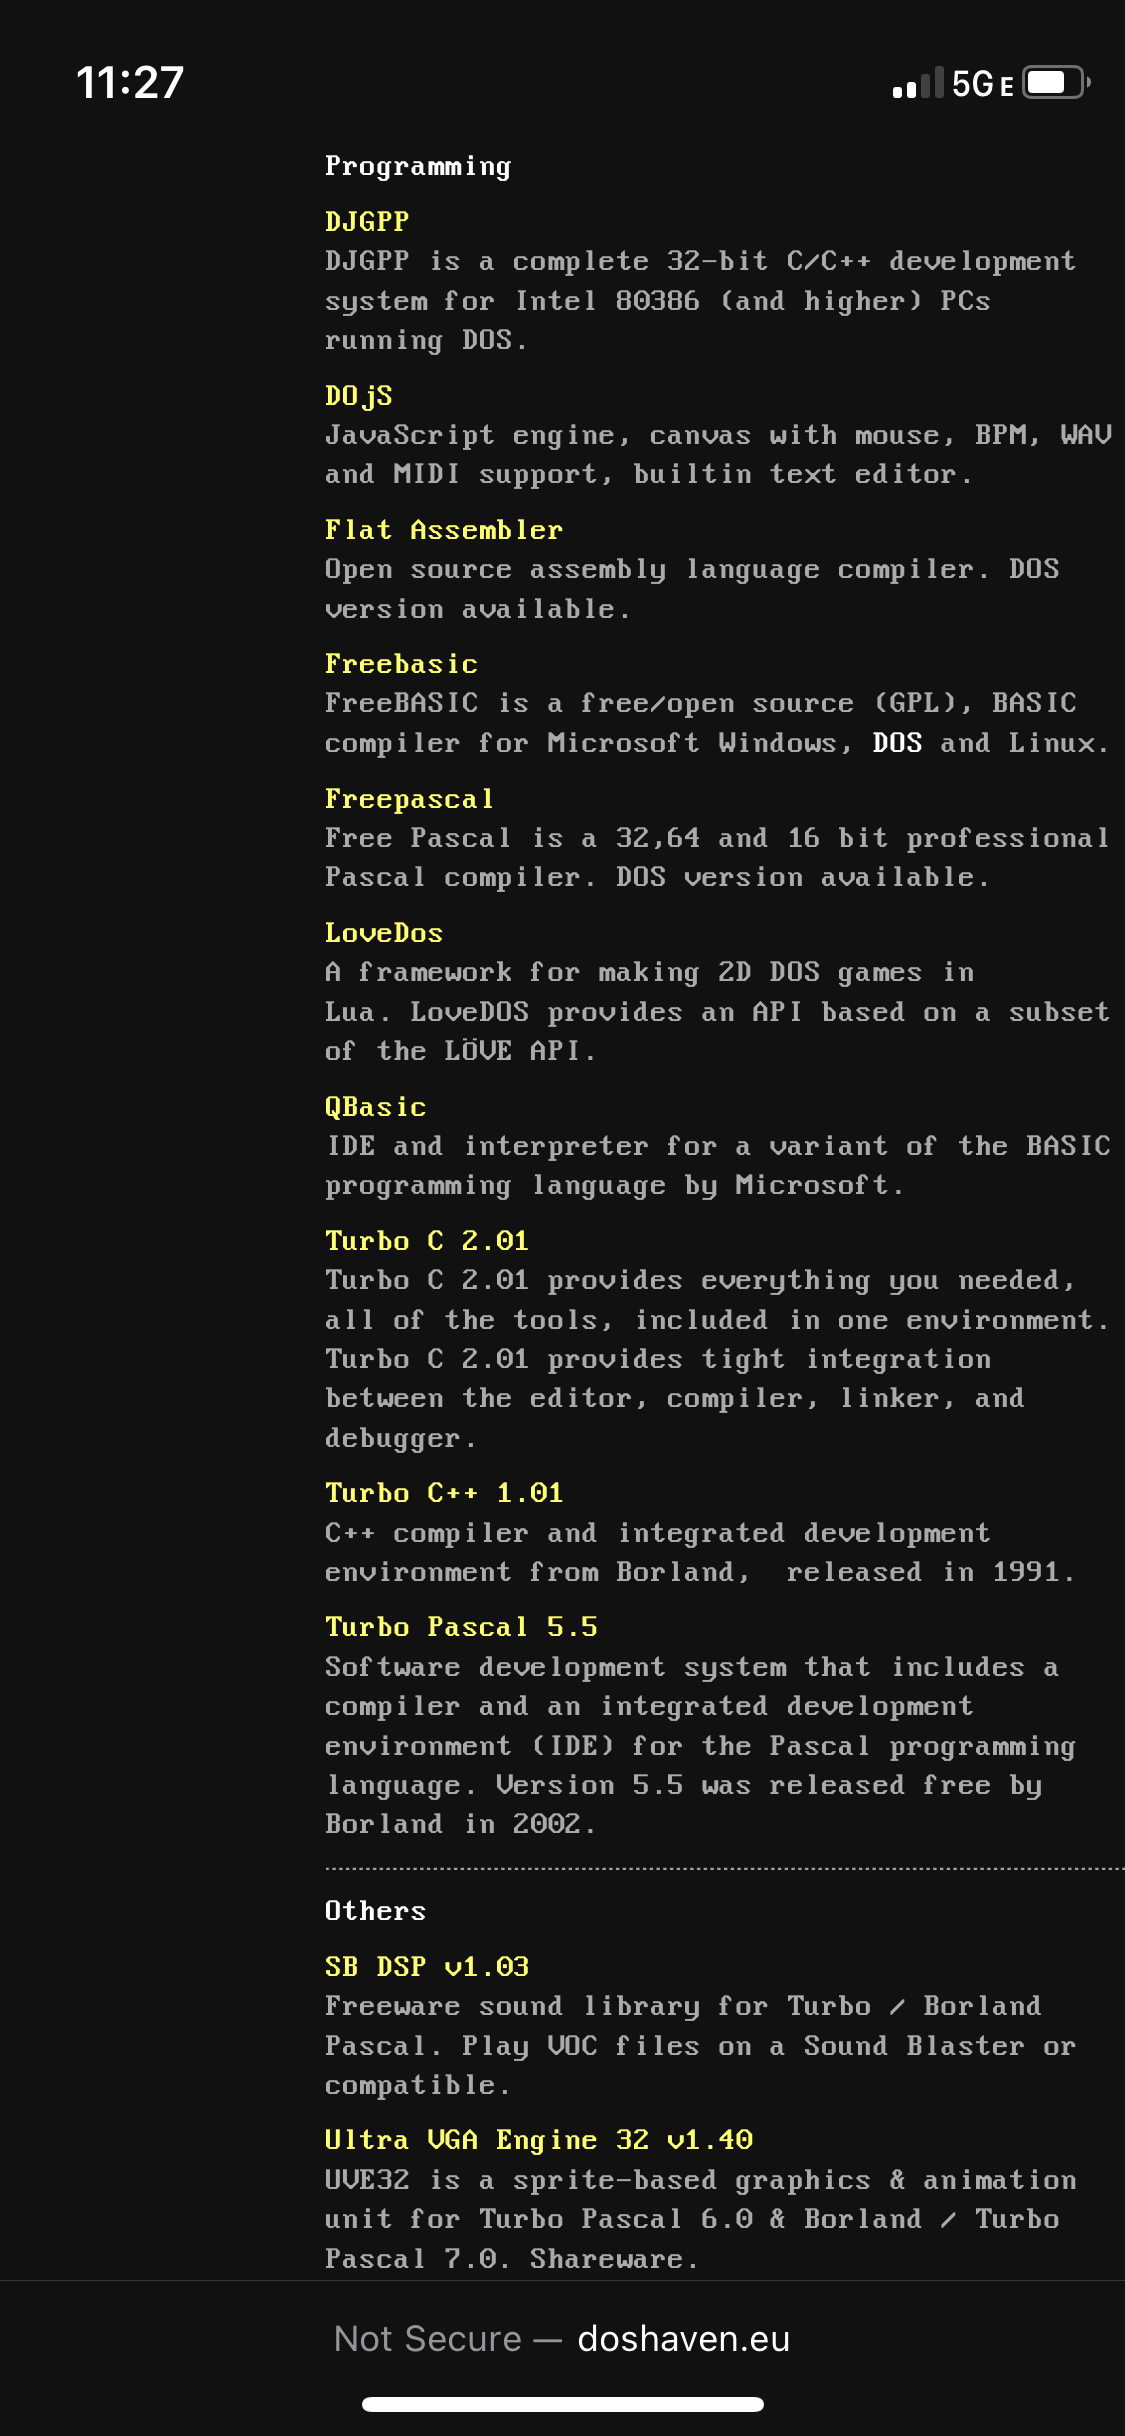 11:27
5G E
Programming
DJGPP
DJGPP is a complete 32-bit C/C++ development
system for Intel 80386 (and higher) PCs
running DOS.
DOjS
JavaScript engine, canvas with mouse, BPM, WAV
and MIDI support, builtin text editor.
Flat Assembler
Open source assembly language compiler. DOS
version available.
Freebasic
FreeBASIC is a free/open source (GPL), BASIC
compiler for Microsoft Windows, DOS and Linux.
Freepascal
Free Pascal is a 32,64 and 16 bit professional
Pascal compiler. DOS version available.
LoveDos
A framework for making 2D DOS games in
Lua. LoveDOS provides an API based on a subset
of the LÖVE API.
QBasic
IDE and interpreter for a variant of the BASIC
programming language by Microsoft.
Turbo C 2.01
Turbo C 2.01 provides everything you needed,
all of the tools, included in one environment.
Turbo C 2.01 provides tight integration
between the editor, compiler, linker, and
debugger.
Turbo C++ 1.01
C++ compiler and integrated development
environment from Borland,  released in 1991.
Turbo Pascal 5.5
Software development system that includes a
compiler and an integrated development
environment (IDE) for the Pascal programming
language. Version 5.5 was released free by
Borland in 2002.
Others
SB DSP v1.03
Freeware sound library for Turbo / Borland
Pascal. Play VOC files on a Sound Blaster or
compatible.
Ultra VGA Engine 32 v1.40
UVE32 is a sprite-based graphics & animation
unit for Turbo Pascal 6.0 & Borland / Turbo
Pascal 7.0. Shareware.
Not Secure — doshaven.eu